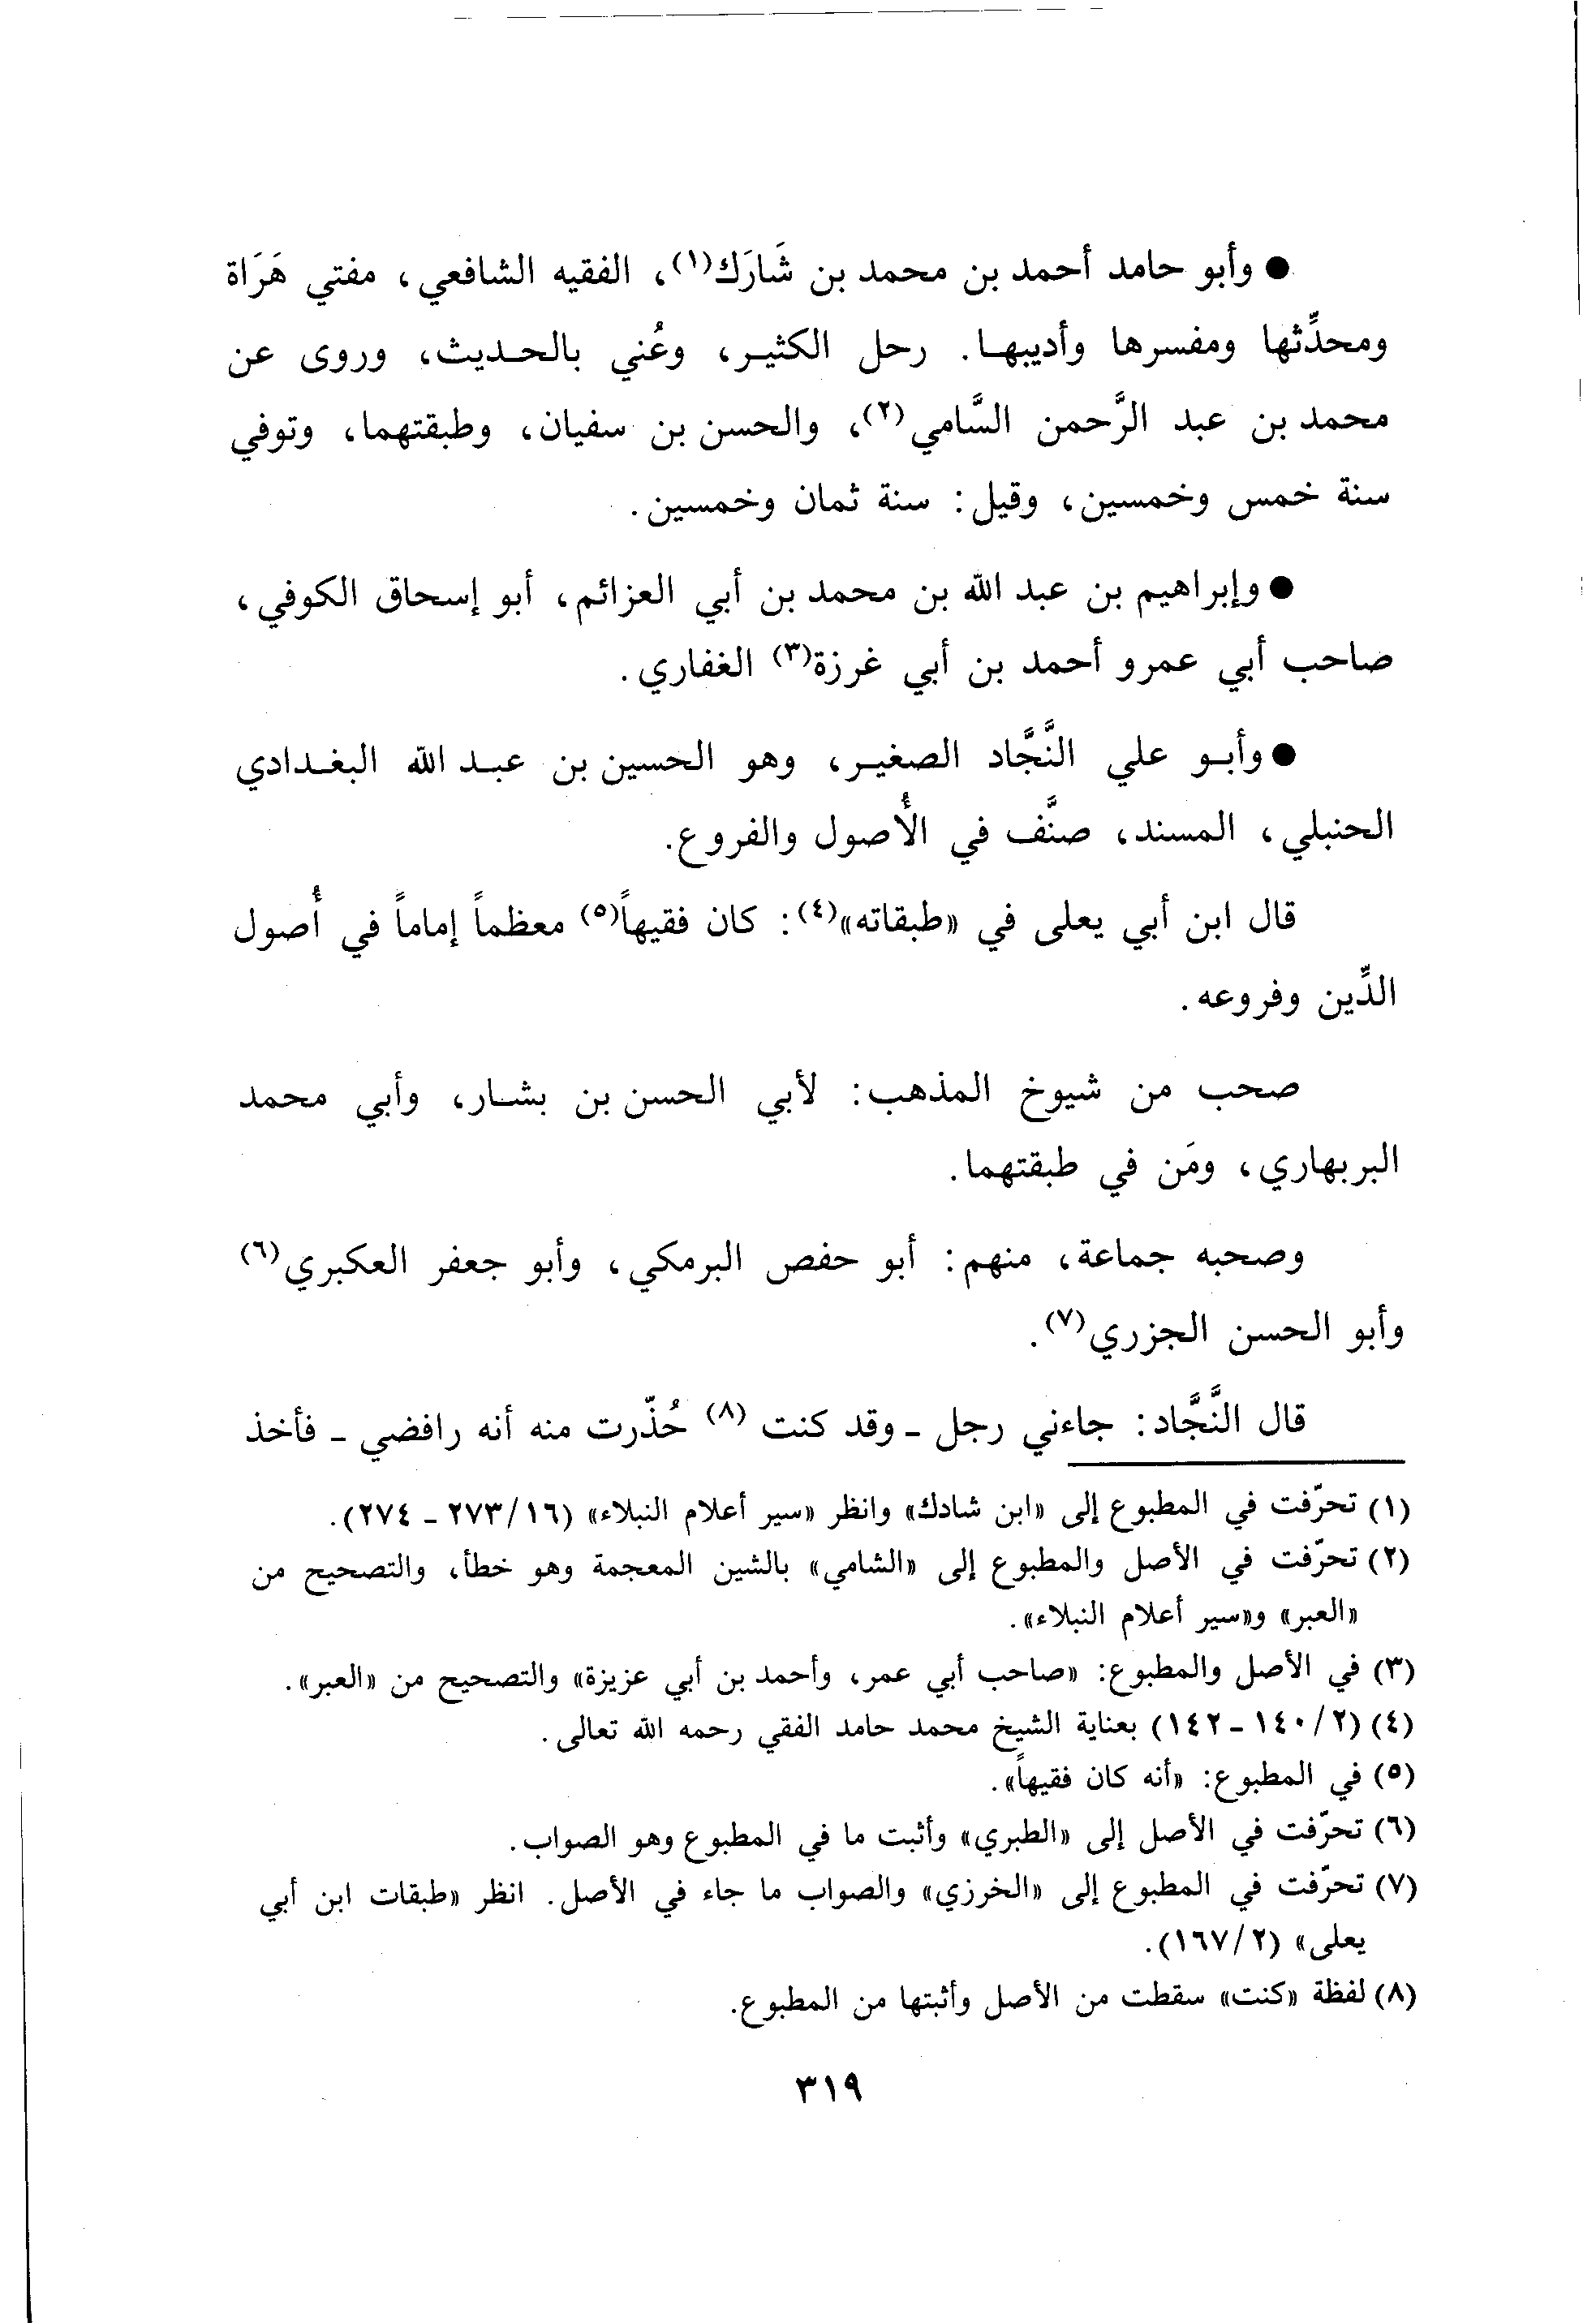 ● وأبو حامد أحمد بن محمد بن شَارَك(١)، الفقيه الشافعي، مفتي هَرَاة
ومحدِّثها ومفسرها وأديبهـا. رحل الكثيـر، وعُني بالحـديث، وروى عن
محمد بن عبد الرَّحمن السَّامي(٢)، والحسن بن سفيان، وطبقتهما، وتوفي
سنة خمس وخمسين، وقيل: سنة ثمان وخمسين.
● وإبراهيم بن عبد الله بن محمد بن أبي العزائم، أبو إسحاق الكوفي،
صاحب أبي عمرو أحمد بن أبي غرزة(٣) الغفاري.
● وأبـو علي النَّجَّاد الصغيـر، وهو الحسين بن عبـد الله البغـدادي
الحنبلي، المسند، صنَّف في الأُصول والفروع.
قال ابن أبي يعلى في «طبقاته»(٤): كان فقيهاً(٥) معظماً إماماً في أُصول
الدِّين وفروعه.
صحب من شيوخ المذهب: لأبي الحسن بن بشـار، وأبي محمد
البربهاري، ومَن في طبقتهما.
وصحبه جماعة، منهم: أبو حفص البرمكي، وأبو جعفر العكبري(٦)
وأبو الحسن الجزري(٧).
قال النَّجَّاد: جاءني رجل ـ وقد كنت (٨) حُذّرت منه أنه رافضي ـ فأخذ
(١) تحرّفت في المطبوع إلى «ابن شادك» وانظر «سير أعلام النبلاء» (١٦/ ٢٧٣ ـ ٢٧٤).
(٢) تحرّفت في الأصل والمطبوع إلى «الشامي» بالشين المعجمة وهو خطأ، والتصحيح من
«العبر» و«سير أعلام النبلاء».
(٣) في الأصل والمطبوع: «صاحب أبي عمر، وأحمد بن أبي عزيزة» والتصحيح من «العبر».
(٤) (٢/ ١٤٠ ـ ١٤٢) بعناية الشيخ محمد حامد الفقي رحمه الله تعالى.
(٥) في المطبوع: «أنه كان فقيهاً».
(٦) تحرّفت في الأصل إلى «الطبري» وأثبت ما في المطبوع وهو الصواب.
(٧) تحرّفت في المطبوع إلى «الخرزي» والصواب ما جاء في الأصل. انظر «طبقات ابن أبي
يعلى» (٢/ ١٦٧).
(٨) لفظة «كنت» سقطت من الأصل وأثبتها من المطبوع.
٣١٩